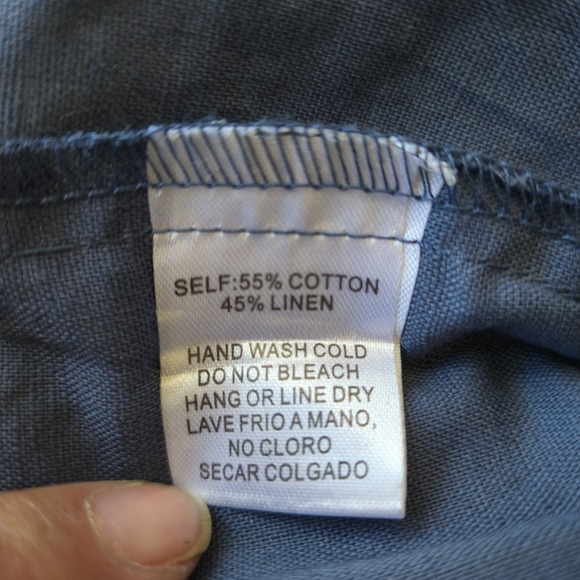 SELF:55% COTTON
45% LINEN
HAND WASH COLD
DO NOT BLEACH
HANG OR LINE DRY
LAVE FRIO A MANO,
NO CLORO
SECAR COLGADO